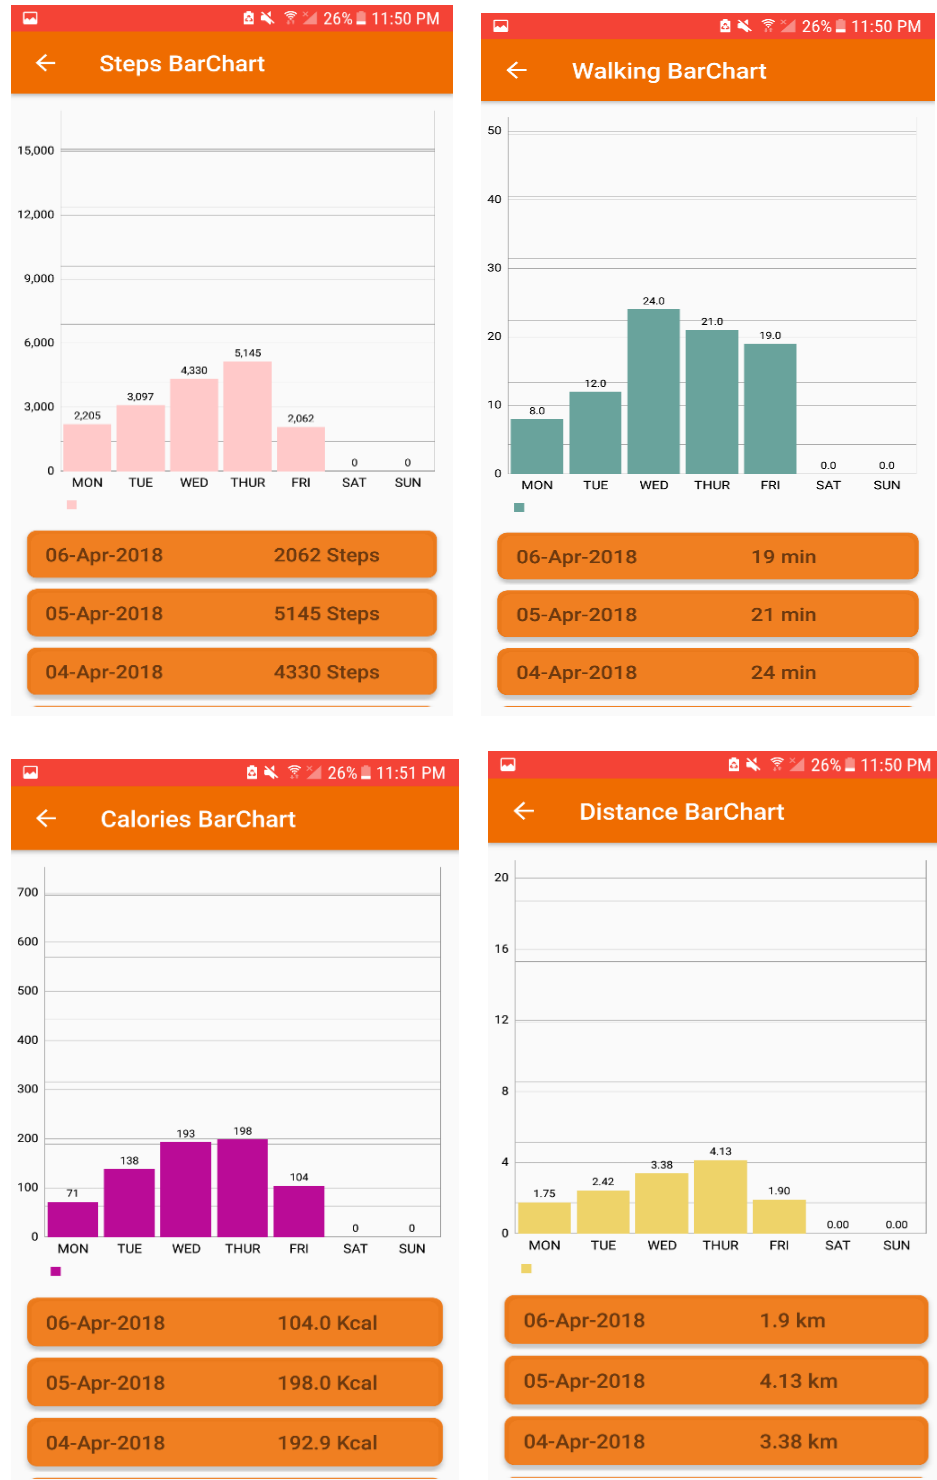 26% 11:50 PM
Steps BarChart
15,000
12,000
9,000
6,000
3,000
0
2,205
3,097
4,330
5,145
2,062
0
0
MON TUE WED THUR FRI SAT SUN
06-Apr-2018 2062 Steps
05-Apr-2018 5145 Steps
04-Apr-2018 4330 Steps
26% 11:50 PM
Walking BarChart
50
40
30
20
10
0
8.0
12.0
24.0
21.0
19.0
0.0
0.0
MON TUE WED THUR FRI SAT SUN
06-Apr-2018 19 min
05-Apr-2018 21 min
04-Apr-2018 24 min
26% 11:51 PM
Calories BarChart
700
600
500
400
300
200
100
0
71
138
193
198
104
0
0
MON TUE WED THUR FRI SAT SUN
06-Apr-2018 104.0 Kcal
05-Apr-2018 198.0 Kcal
04-Apr-2018 192.9 Kcal
26% 11:50 PM
Distance BarChart
20
16
12
8
4
0
1.75
2.42
3.38
4.13
1.90
0.00
0.00
MON TUE WED THUR FRI SAT SUN
06-Apr-2018 1.9 km
05-Apr-2018 4.13 km
04-Apr-2018 3.38 km